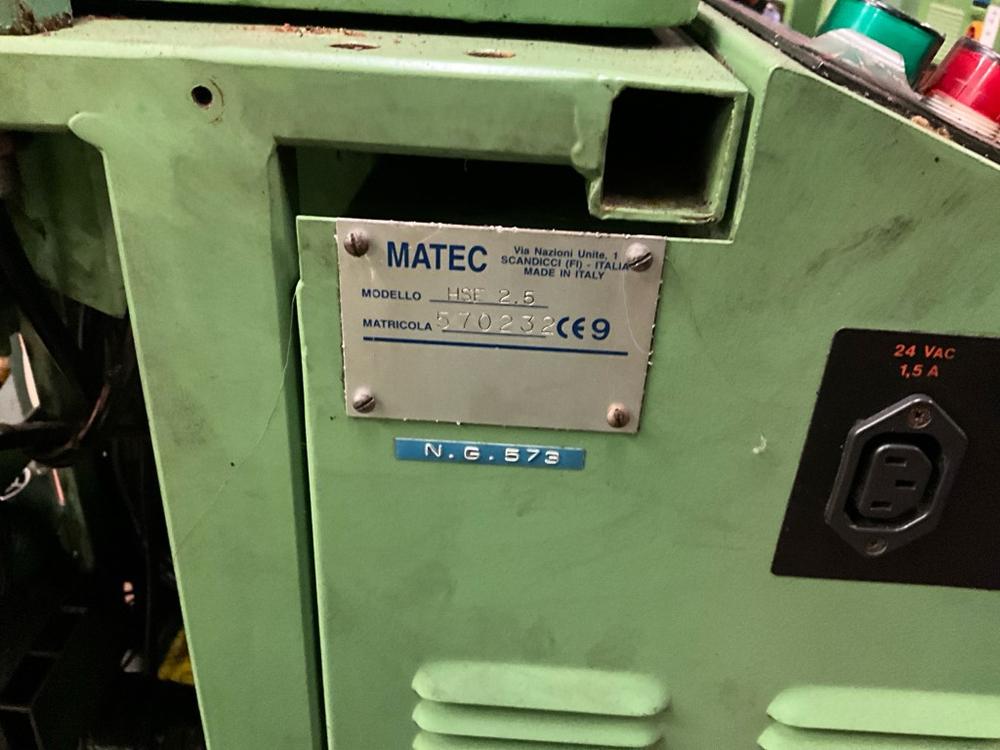 MATEC
Via Nazioni Unite, 1
SCANDICCI (FI) - ITALIA
MADE IN ITALY
MODELLO HSE 2.5
MATRICOLA 570232 CE 9
N.G.573
24 VAC
1,5 A